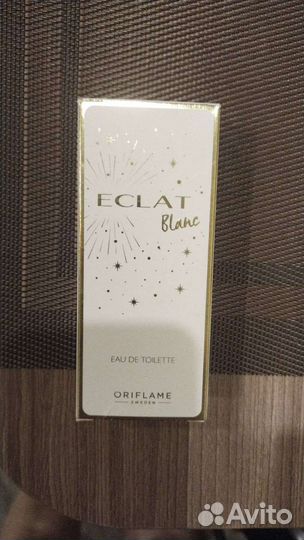 ECLAT
Blanc
EAU DE TOILETTE
ORIFLAME
SWEDEN
Avito